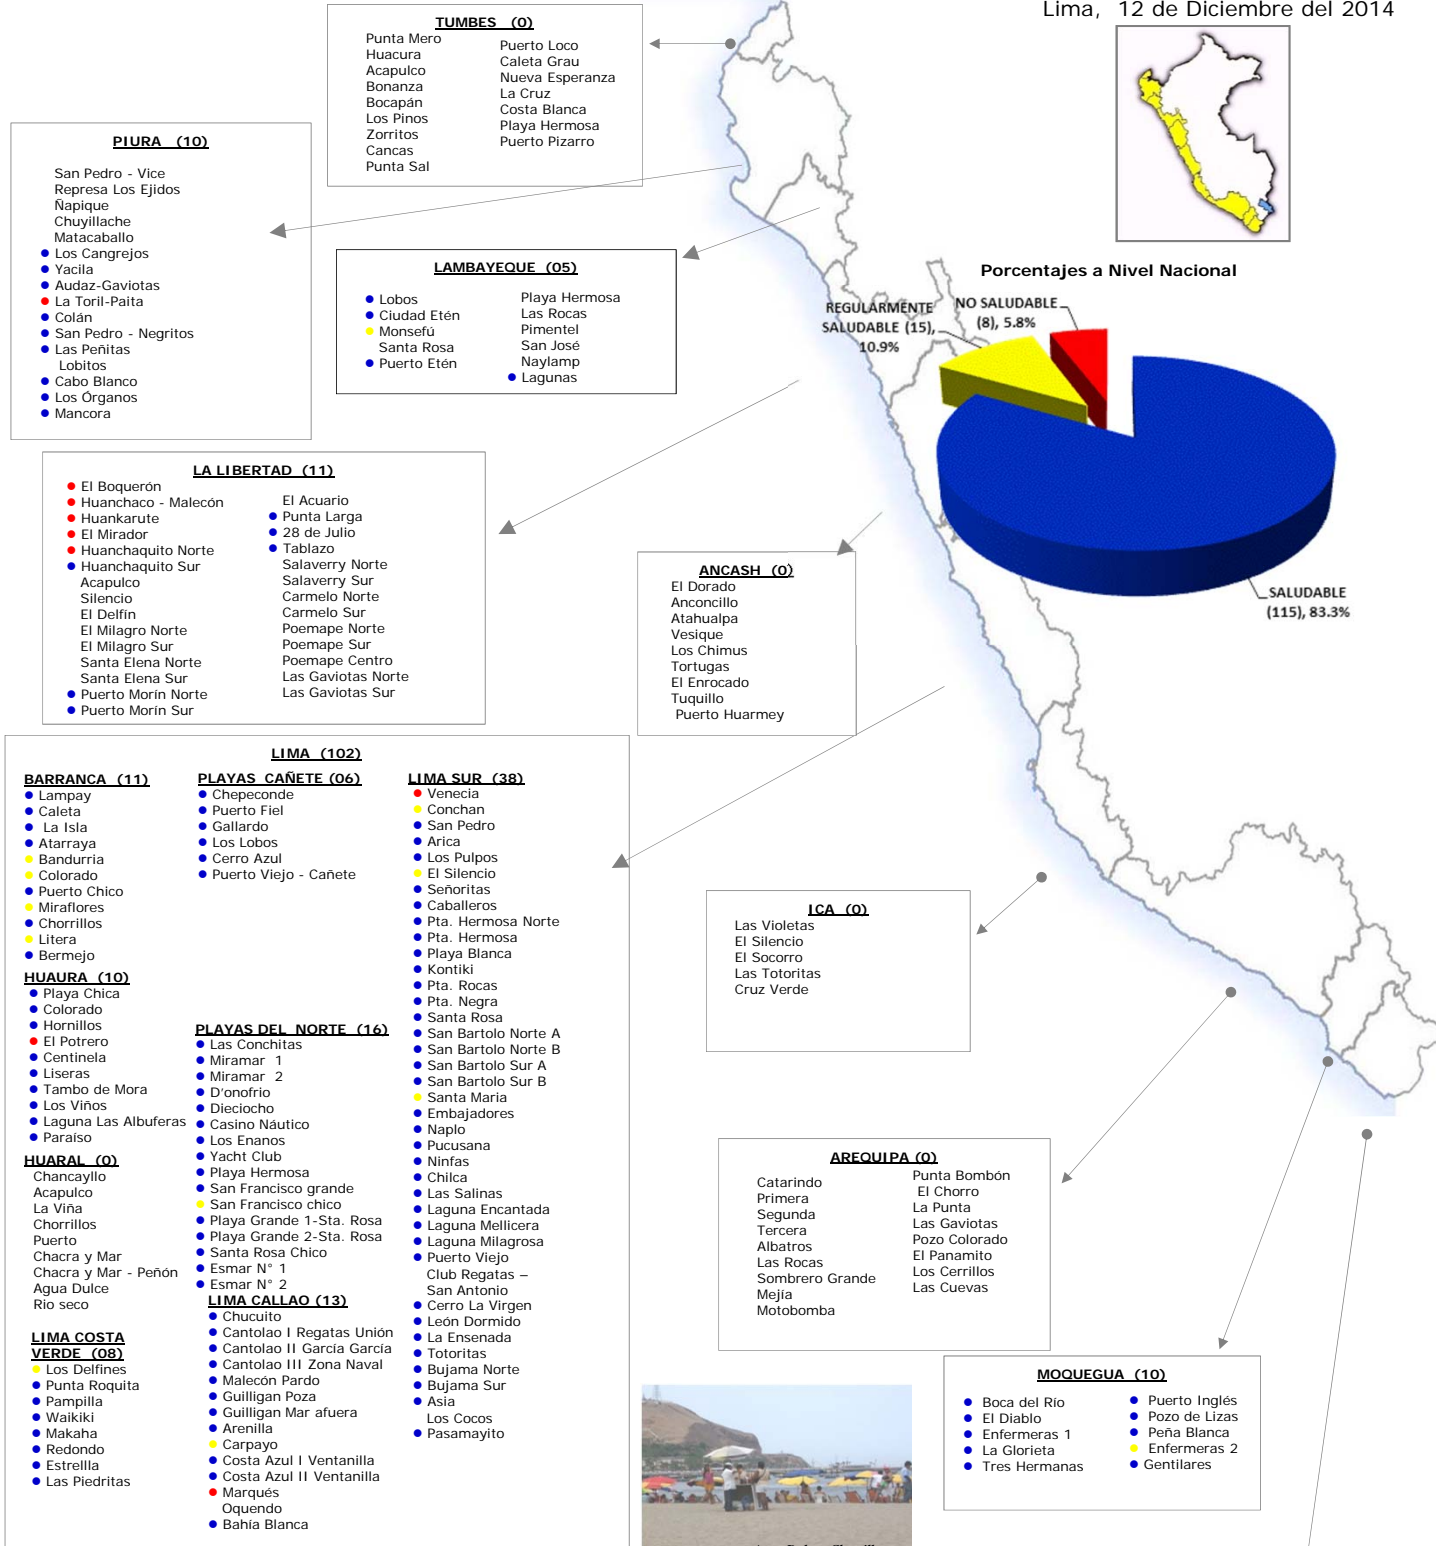 Lima, 12 de Diciembre del 2014
TUMBES (0)
Punta Mero
Huacura
Acapulco
Bonanza
Bocapán
Los Pinos
Zorritos
Cancas
Punta Sal
Puerto Loco
Caleta Grau
Nueva Esperanza
La Cruz
Costa Blanca
Playa Hermosa
Puerto Pizarro
PIURA (10)
San Pedro - Vice
Represa Los Ejidos
Ñapique
Chuyillache
Matacaballo
Los Cangrejos
Yacila
Audaz-Gaviotas
La Toril-Paita
Colán
San Pedro - Negritos
Las Peñitas
Lobitos
Cabo Blanco
Los Órganos
Mancora
LAMBAYEQUE (05)
Lobos
Ciudad Etén
Monsefú
Santa Rosa
Puerto Etén
Playa Hermosa
Las Rocas
Pimentel
San José
Naylamp
Lagunas
Porcentajes a Nivel Nacional
REGULARMENTE
SALUDABLE (15),
10.9%
NO SALUDABLE
(8), 5.8%
SALUDABLE
(115), 83.3%
LA LIBERTAD (11)
El Boquerón
Huanchaco - Malecón
Huankarute
El Mirador
Huanchaquito Norte
Huanchaquito Sur
Acapulco
Silencio
El Delfín
El Milagro Norte
El Milagro Sur
Santa Elena Norte
Santa Elena Sur
Puerto Morín Norte
Puerto Morín Sur
El Acuario
Punta Larga
28 de Julio
Tablazo
Salaverry Norte
Salaverry Sur
Carmelo Norte
Carmelo Sur
Poemape Norte
Poemape Sur
Poemape Centro
Las Gaviotas Norte
Las Gaviotas Sur
ANCASH (0)
El Dorado
Anconcillo
Atahualpa
Vesique
Los Chimus
Tortugas
El Enrocado
Tuquillo
Puerto Huarmey
LIMA (102)
BARRANCA (11)
Lampay
Caleta
La Isla
Atarraya
Bandurria
Colorado
Puerto Chico
Miraflores
Chorrillos
Litera
Bermejo
HUAURA (10)
Playa Chica
Colorado
Hornillos
El Potrero
Centinela
Liseras
Tambo de Mora
Los Viños
Laguna Las Albuferas
Paraíso
HUARAL (0)
Chancayllo
Acapulco
La Viña
Chorrillos
Puerto
Chacra y Mar
Chacra y Mar - Peñón
Agua Dulce
Rio seco
LIMA COSTA
VERDE (08)
Los Delfines
Punta Roquita
Pampilla
Waikiki
Makaha
Redondo
Estrellla
Las Piedritas
PLAYAS CAÑETE (06)
Chepeconde
Puerto Fiel
Gallardo
Los Lobos
Cerro Azul
Puerto Viejo - Cañete
PLAYAS DEL NORTE (16)
Las Conchitas
Miramar 1
Miramar 2
D'onofrio
Dieciocho
Casino Náutico
Los Enanos
Yacht Club
Playa Hermosa
San Francisco grande
San Francisco chico
Playa Grande 1-Sta. Rosa
Playa Grande 2-Sta. Rosa
Santa Rosa Chico
Esmar N° 1
Esmar N° 2
LIMA CALLAO (13)
Chucuito
Cantolao I Regatas Unión
Cantolao II García García
Cantolao III Zona Naval
Malecón Pardo
Guilligan Poza
Guilligan Mar afuera
Arenilla
Carpayo
Costa Azul I Ventanilla
Costa Azul II Ventanilla
Marqués
Oquendo
Bahía Blanca
LIMA SUR (38)
Venecia
Conchan
San Pedro
Arica
Los Pulpos
El Silencio
Señoritas
Caballeros
Pta. Hermosa Norte
Pta. Hermosa
Playa Blanca
Kontiki
Pta. Rocas
Pta. Negra
Santa Rosa
San Bartolo Norte A
San Bartolo Norte B
San Bartolo Sur A
San Bartolo Sur B
Santa Maria
Embajadores
Naplo
Pucusana
Ninfas
Chilca
Las Salinas
Laguna Encantada
Laguna Mellicera
Laguna Milagrosa
Puerto Viejo
Club Regatas –
San Antonio
Cerro La Virgen
León Dormido
La Ensenada
Totoritas
Bujama Norte
Bujama Sur
Asia
Los Cocos
Pasamayito
ICA (0)
Las Violetas
El Silencio
El Socorro
Las Totoritas
Cruz Verde
AREQUIPA (0)
Catarindo
Primera
Segunda
Tercera
Albatros
Las Rocas
Sombrero Grande
Mejía
Motobomba
Punta Bombón
El Chorro
La Punta
Las Gaviotas
Pozo Colorado
El Panamito
Los Cerrillos
Las Cuevas
MOQUEGUA (10)
Boca del Río
El Diablo
Enfermeras 1
La Glorieta
Tres Hermanas
Puerto Inglés
Pozo de Lizas
Peña Blanca
Enfermeras 2
Gentilares